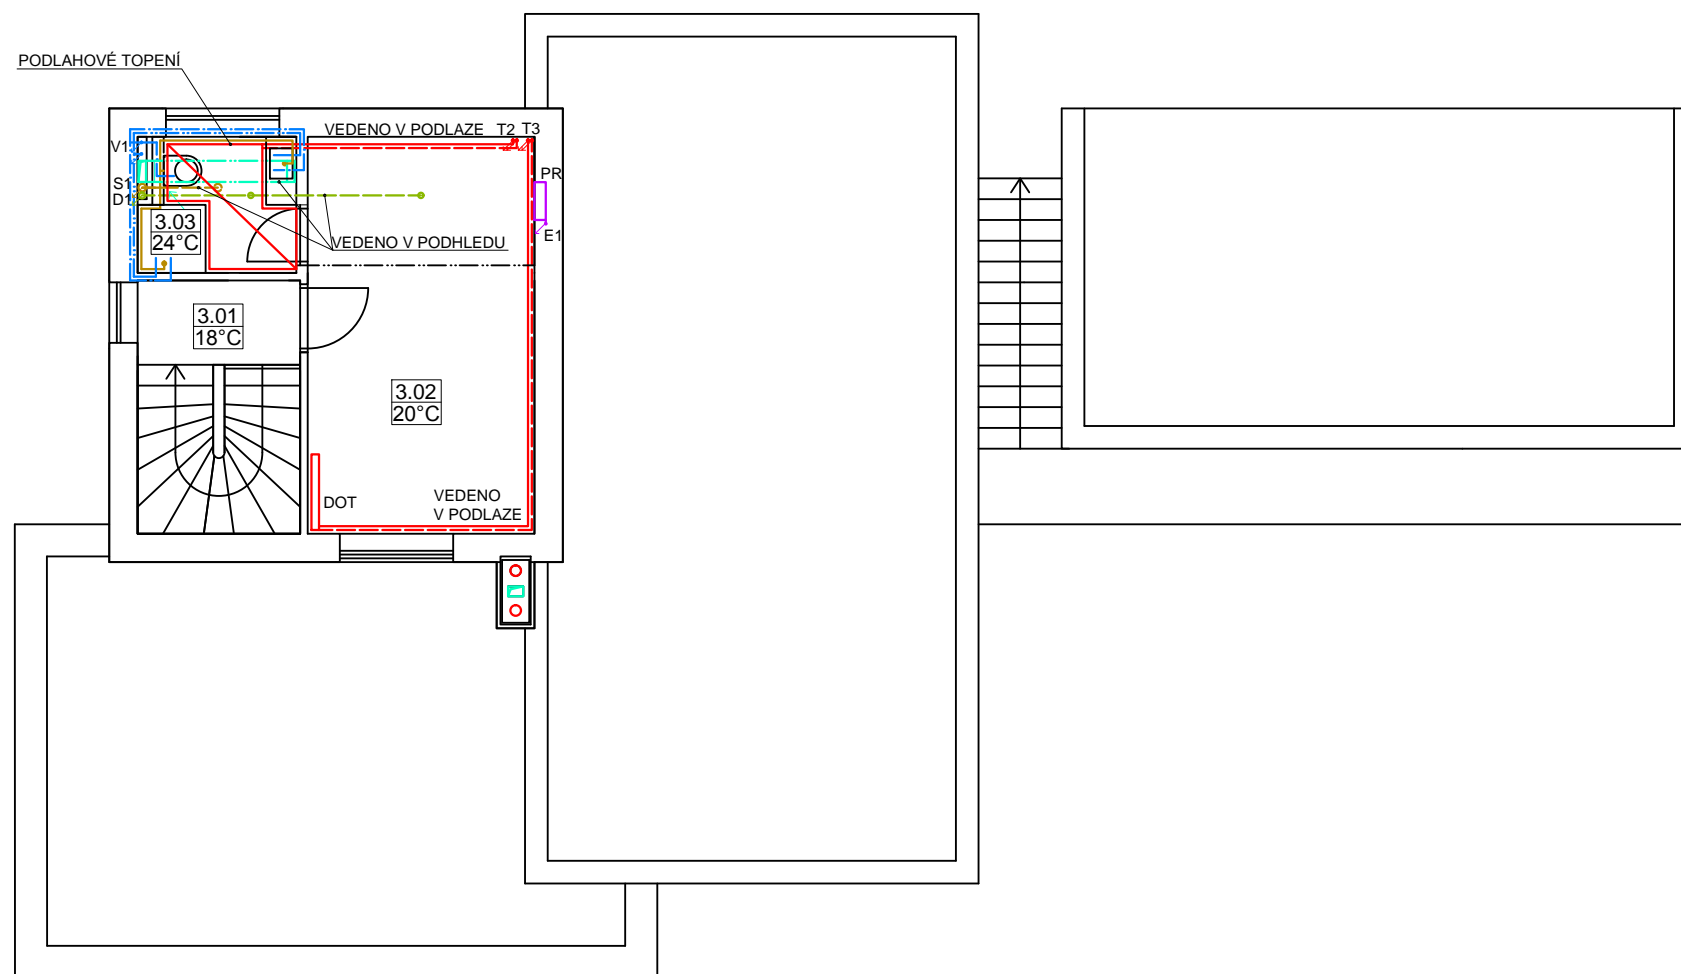 PODLAHOVÉ TOPENÍ
VEDENO V PODLAZE
T2
T3
V1
PR
S1
D1
3.03
24°C
VEDENO V PODHLEDU
E1
3.01
18°C
3.02
20°C
DOT
VEDENO
V PODLAZE